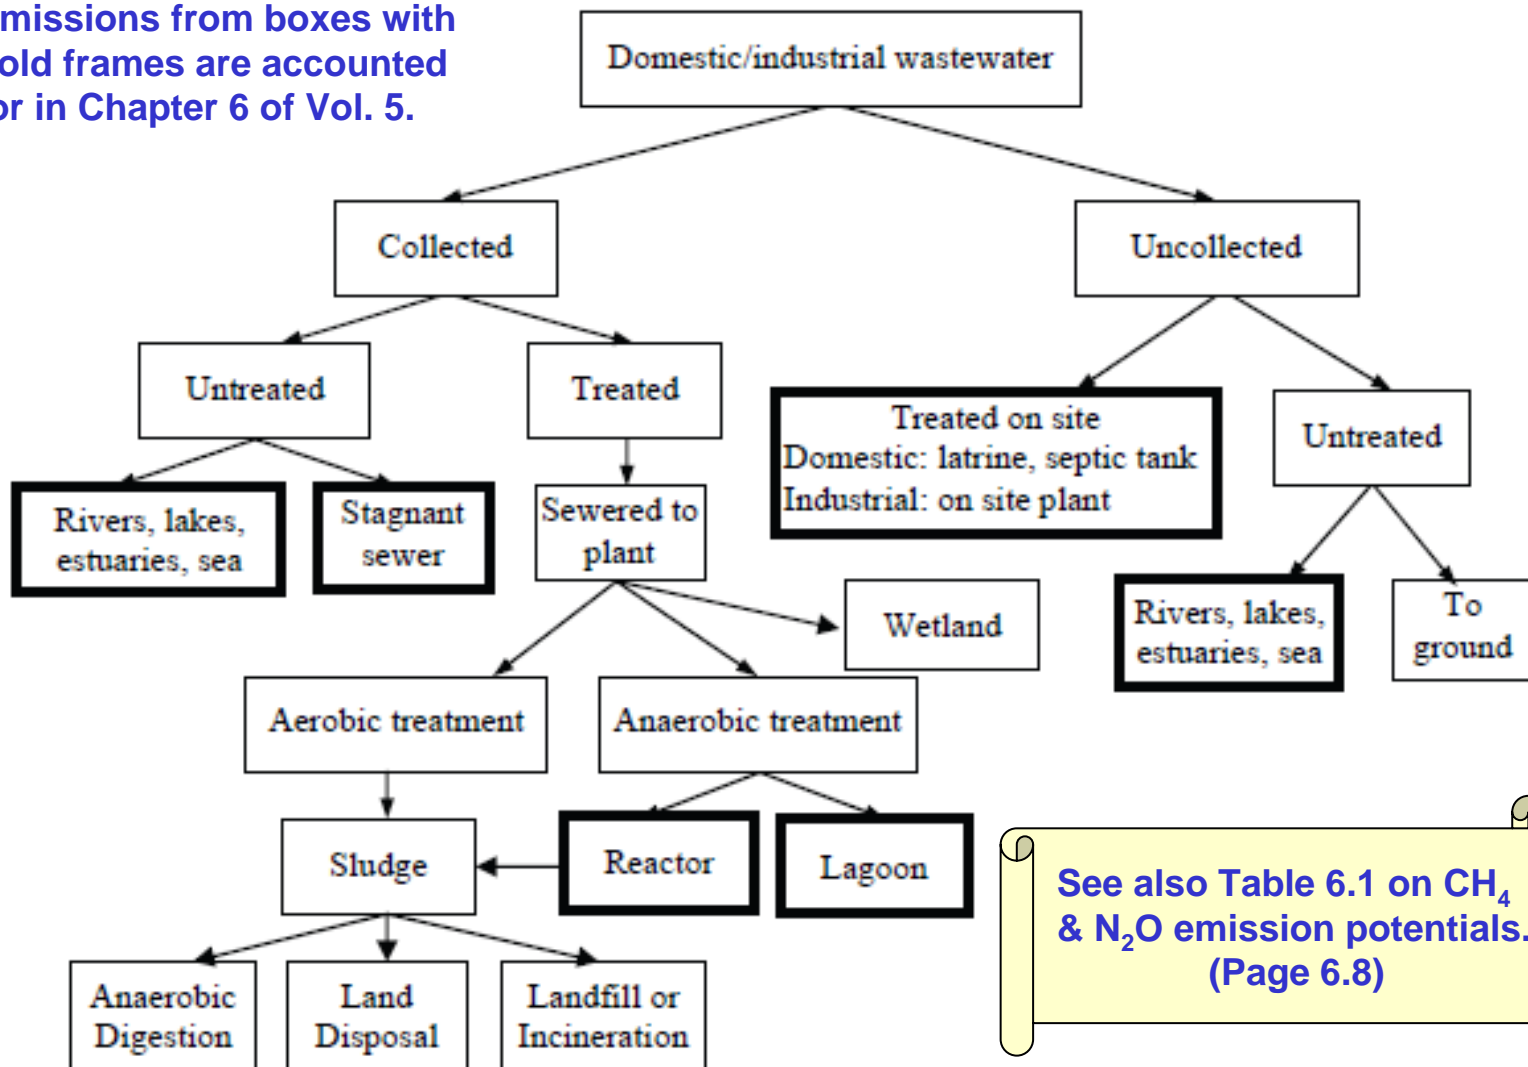 missions from boxes with
old frames are accounted
or in Chapter 6 of Vol. 5.
Domestic/industrial wastewater
Collected
Uncollected
Untreated
Treated
Treated on site
Domestic: latrine, septic tank
Industrial: on site plant
Untreated
Rivers, lakes,
estuaries, sea
Stagnant
sewer
Sewered to
plant
Wetland
Rivers, lakes,
estuaries, sea
To
ground
Aerobic treatment
Anaerobic treatment
Sludge
Reactor
Lagoon
See also Table 6.1 on CH₄
& N₂O emission potentials.
(Page 6.8)
Anaerobic
Digestion
Land
Disposal
Landfill or
Incineration